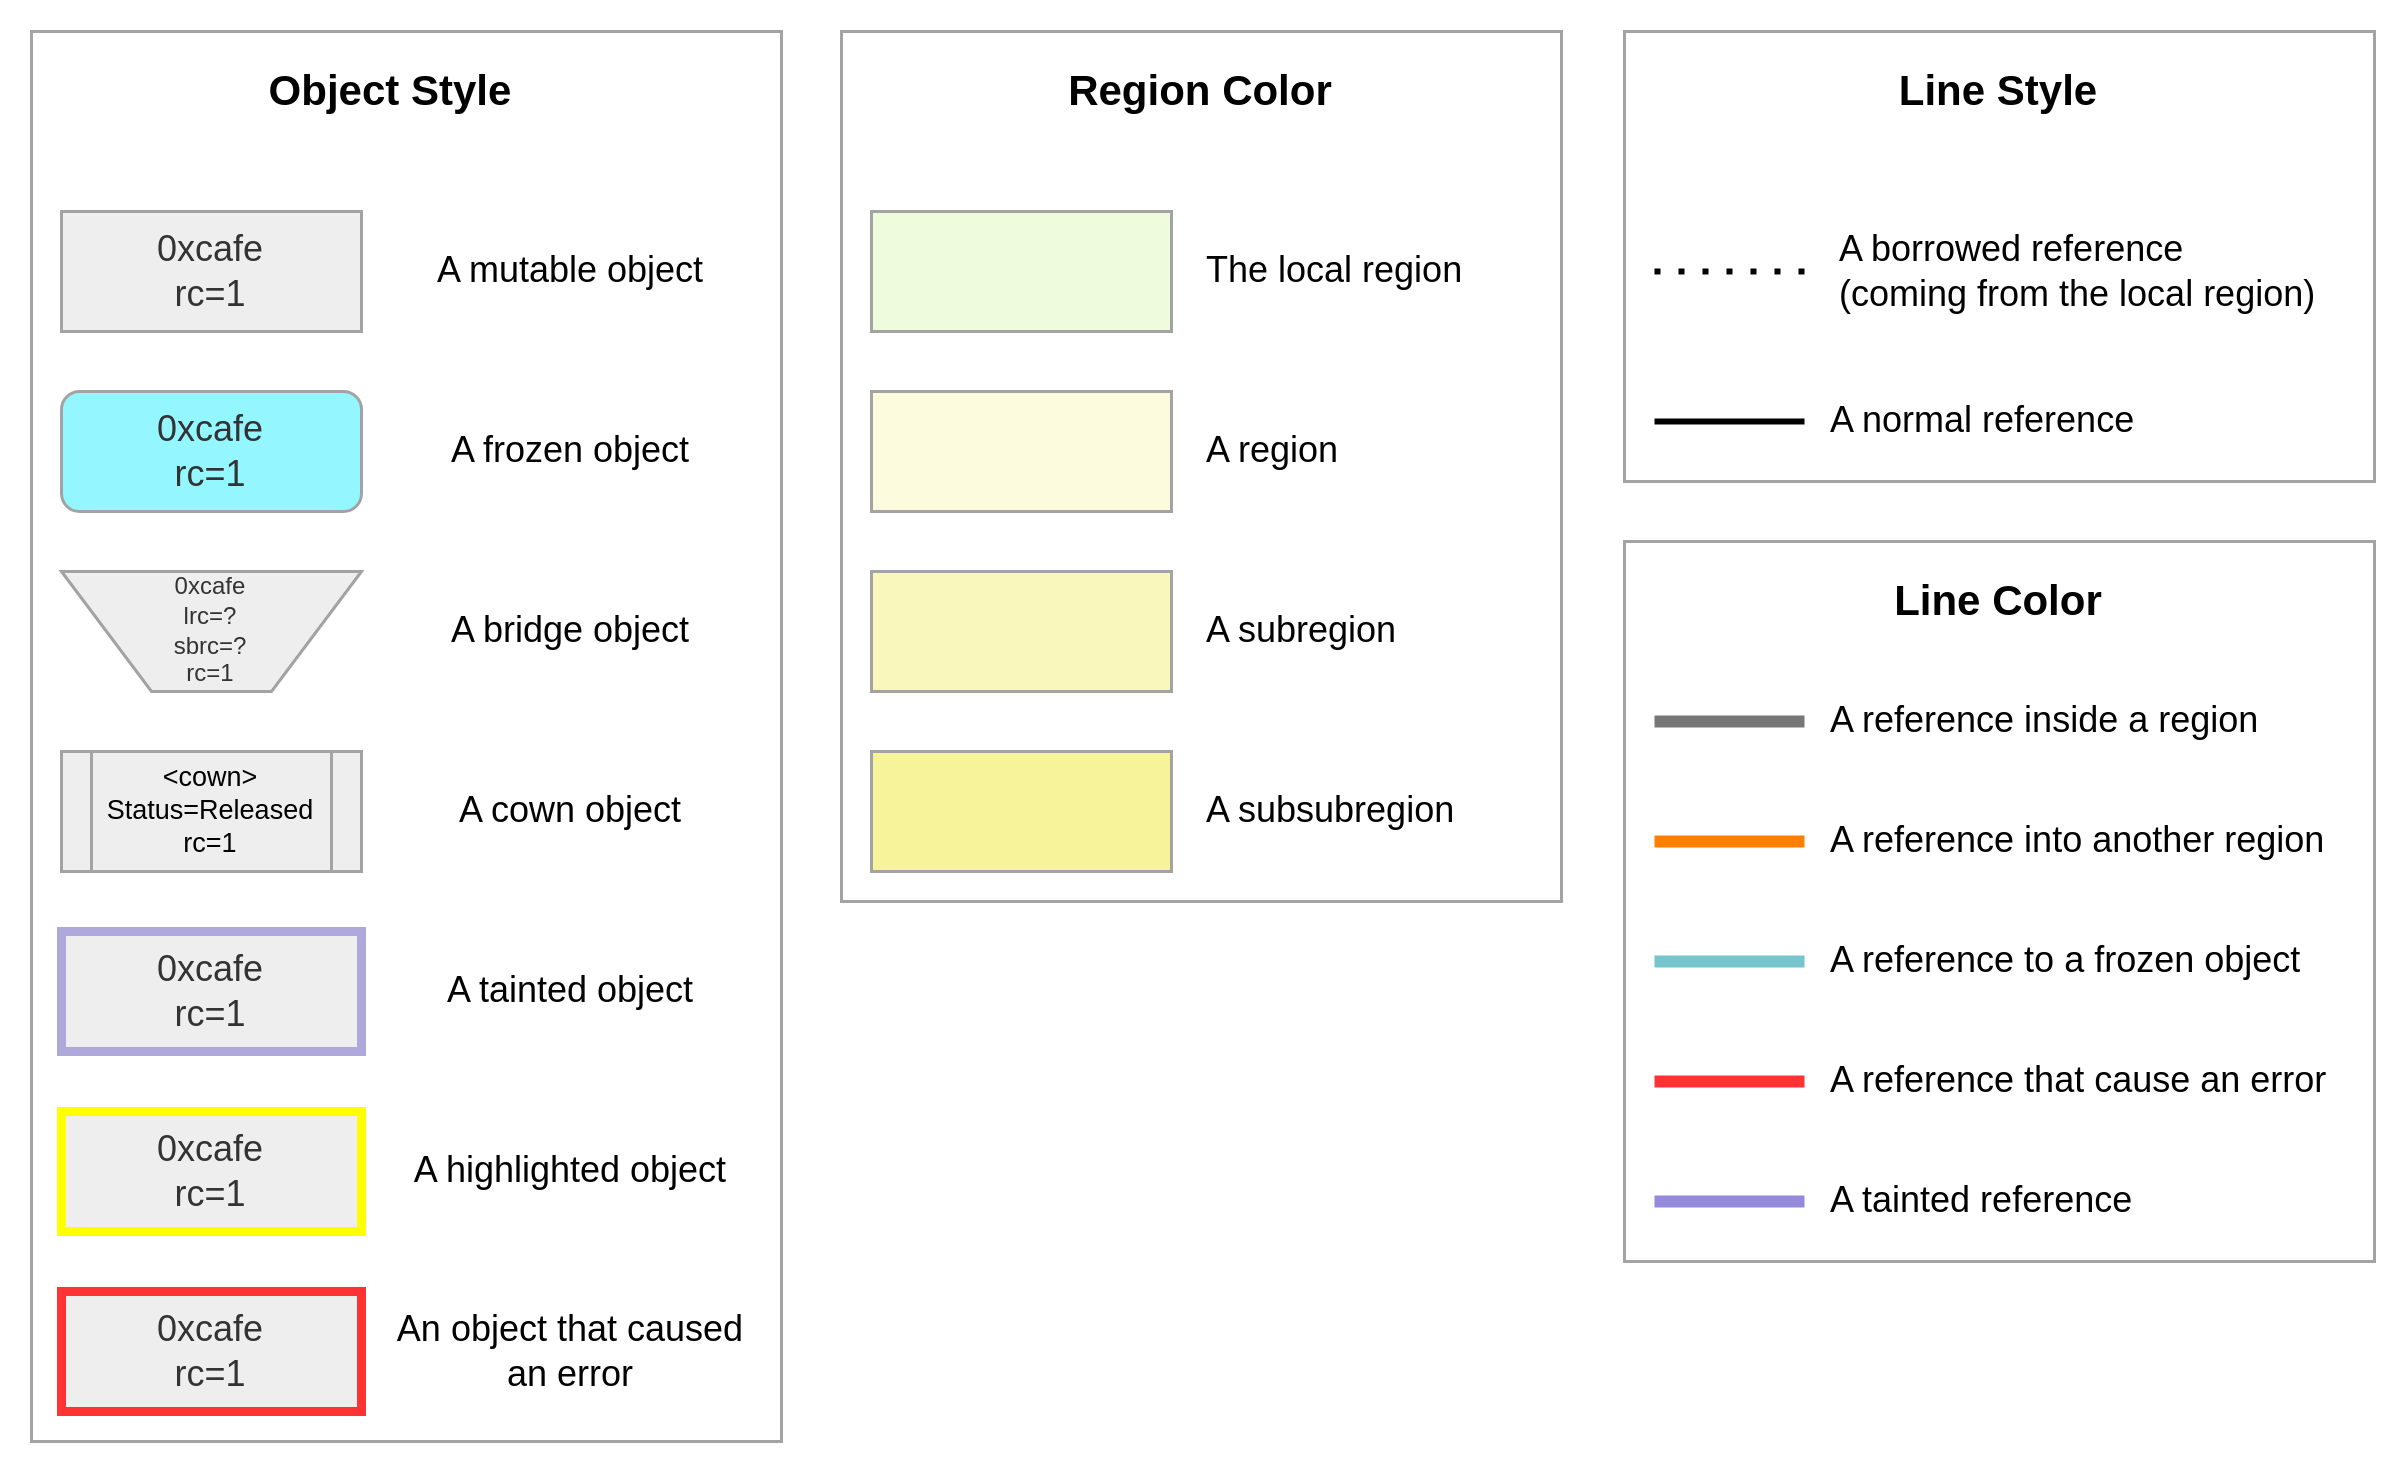 Object Style
0xcafe
rc=1
A mutable object
0xcafe
rc=1
A frozen object
0xcafe
lrc=?
sbrc=?
rc=1
A bridge object
<cown>
Status=Released
rc=1
A cown object
0xcafe
rc=1
A tainted object
0xcafe
rc=1
A highlighted object
0xcafe
rc=1
An object that caused
an error
Region Color
The local region
A region
A subregion
A subsubregion
Line Style
A borrowed reference
(coming from the local region)
A normal reference
Line Color
A reference inside a region
A reference into another region
A reference to a frozen object
A reference that cause an error
A tainted reference